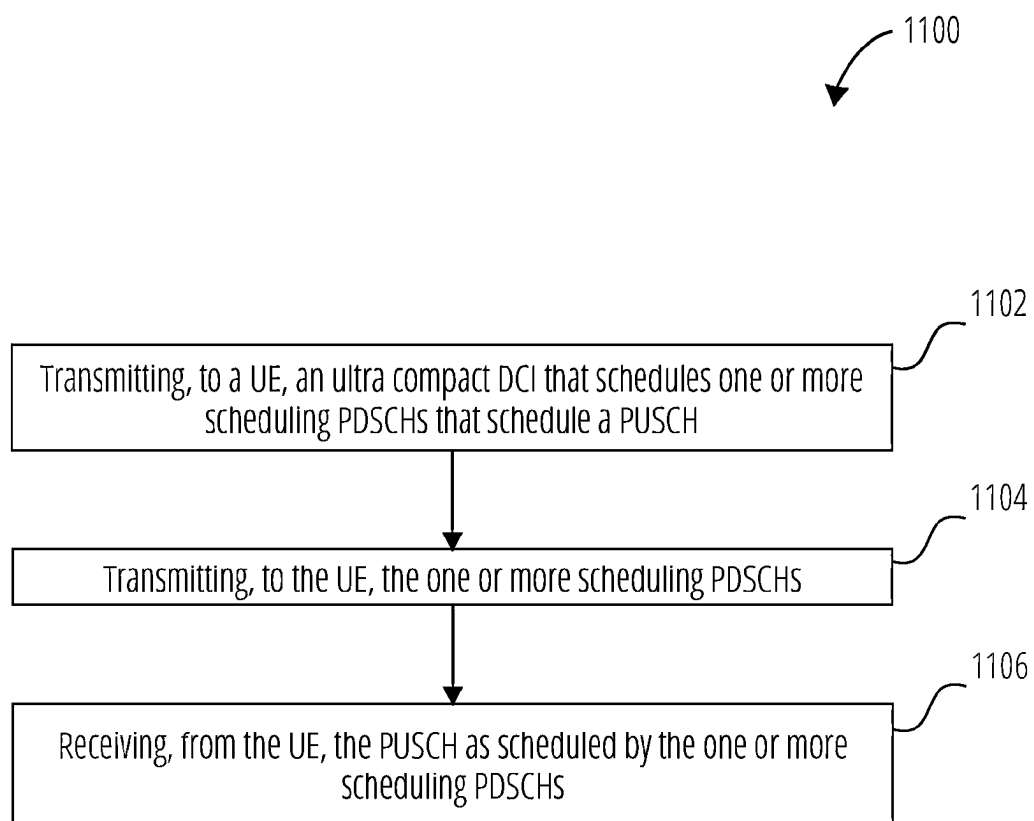 1100
1102
Transmitting, to a UE, an ultra compact DCI that schedules one or more
scheduling PDSCHs that schedule a PUSCH
1104
Transmitting, to the UE, the one or more scheduling PDSCHs
1106
Receiving, from the UE, the PUSCH as scheduled by the one or more
scheduling PDSCHs